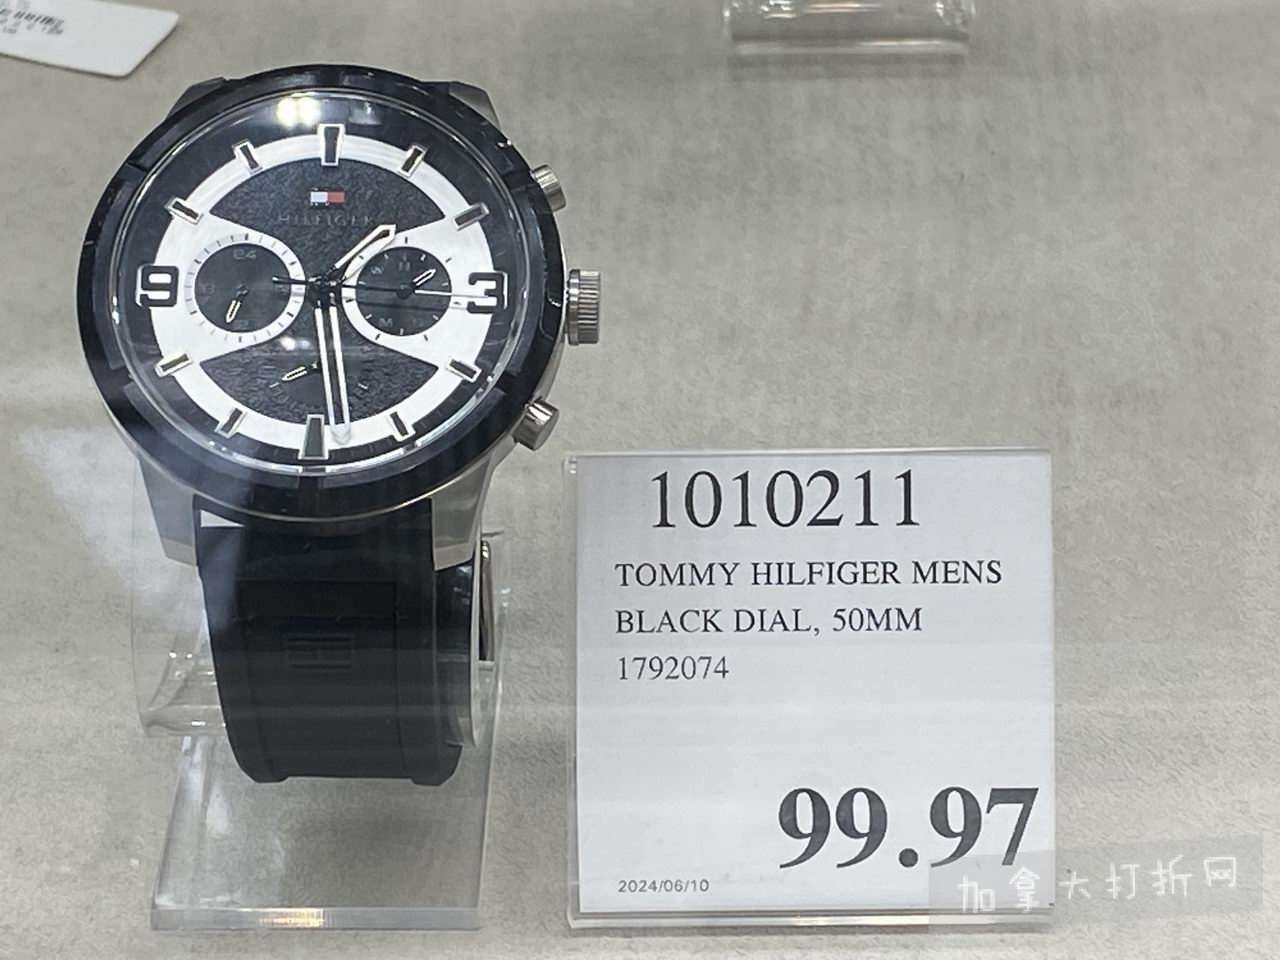 HILFIGER
24
9
3
W
M
1010211
TOMMY HILFIGER MENS
BLACK DIAL, 50MM
1792074
99.97
2024/06/10
加拿大打折网